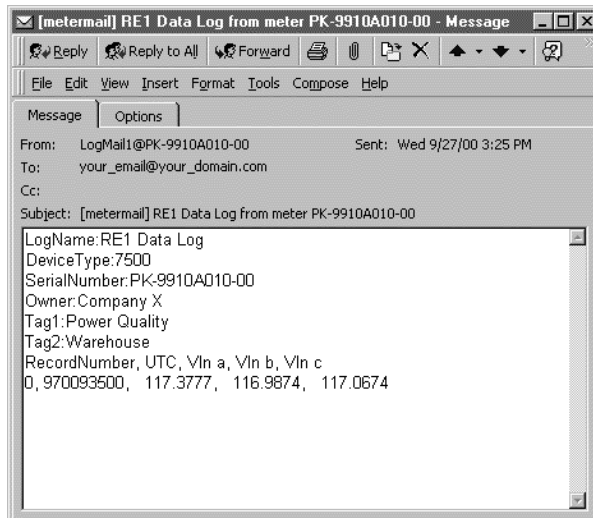 [metermail] RE1 Data Log from meter PK-9910A010-00 - Message
Reply Reply to All Forward
File Edit View Insert Format Tools Compose Help
Message Options
From: LogMail1@PK-9910A010-00 Sent: Wed 9/27/00 3:25 PM
To: your_email@your_domain.com
Cc:
Subject: [metermail] RE1 Data Log from meter PK-9910A010-00
LogName:RE1 Data Log
DeviceType:7500
SerialNumber:PK-9910A010-00
Owner:Company X
Tag1:Power Quality
Tag2:Warehouse
RecordNumber, UTC, Vln a, Vln b, Vln c
0, 970093500, 117.3777, 116.9874, 117.0674